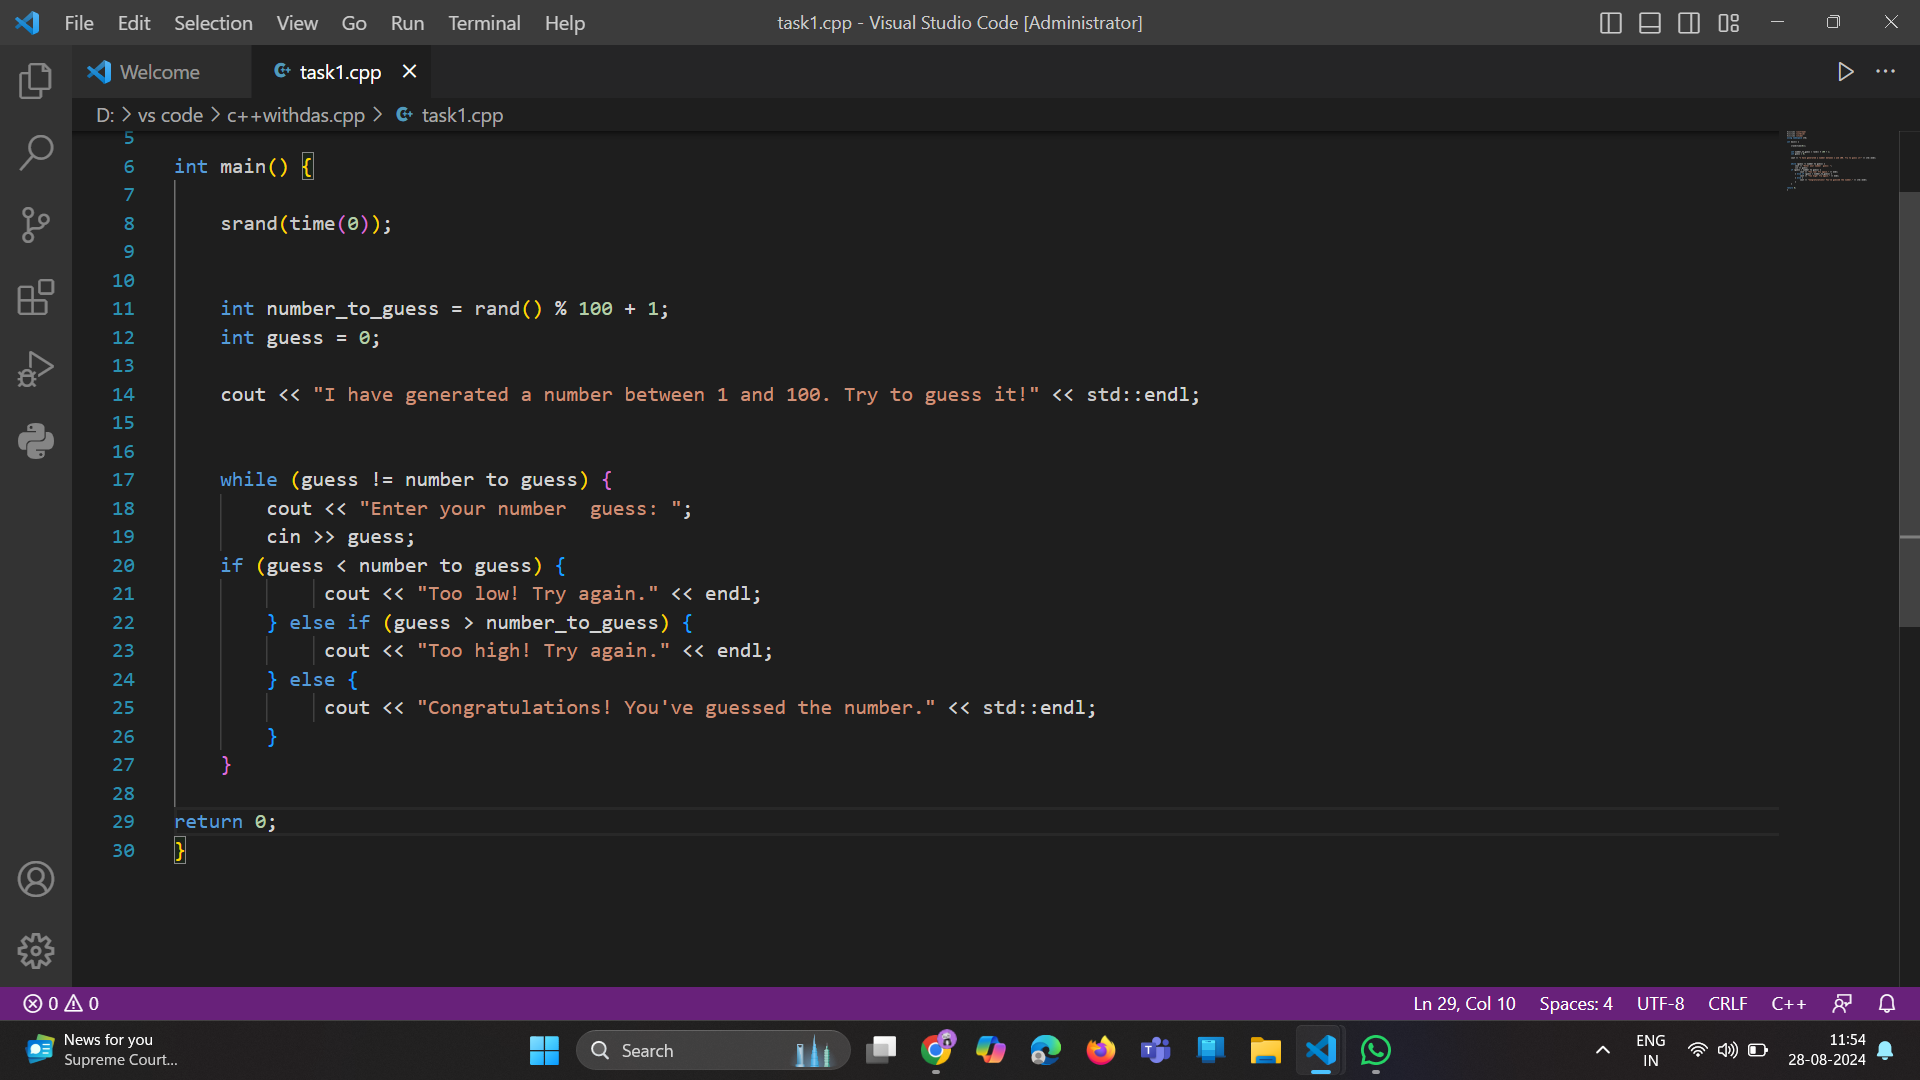 File Edit Selection View Go Run Terminal Help task1.cpp - Visual Studio Code [Administrator]
Welcome task1.cpp
D: > vs code > c++withdas.cpp > task1.cpp
5
6 int main() {
7
8 srand(time(0));
9
10
11 int number_to_guess = rand() % 100 + 1;
12 int guess = 0;
13
14 cout << "I have generated a number between 1 and 100. Try to guess it!" << std::endl;
15
16
17 while (guess != number to guess) {
18 cout << "Enter your number  guess: ";
19 cin >> guess;
20 if (guess < number to guess) {
21 cout << "Too low! Try again." << endl;
22 } else if (guess > number_to_guess) {
23 cout << "Too high! Try again." << endl;
24 } else {
25 cout << "Congratulations! You've guessed the number." << std::endl;
26 }
27 }
28
29 return 0;
30 }
0 0 Ln 29, Col 10 Spaces: 4 UTF-8 CRLF C++
News for you
Supreme Court...
Search
ENG
IN
11:54
28-08-2024